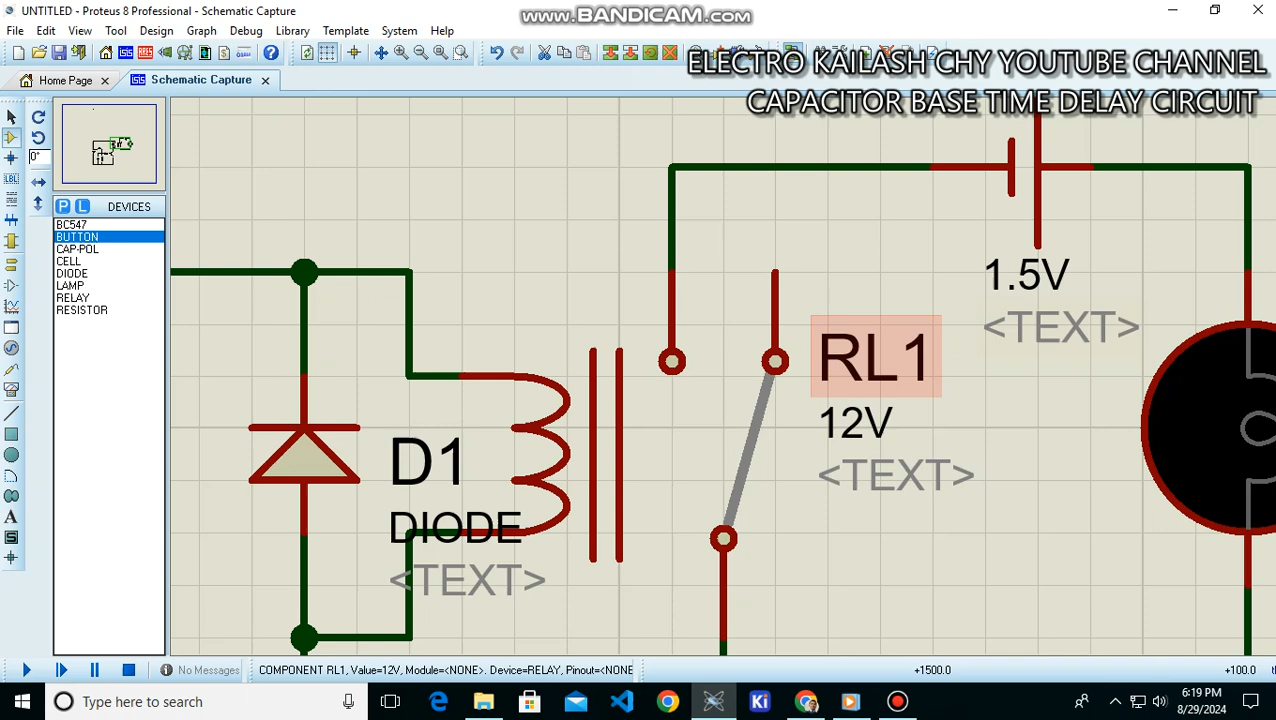 UNTITLED - Proteus 8 Professional - Schematic Capture
www.BANDICAM.com
File Edit View Tool Design Graph Debug Library Template System Help
ELECTRO KAILASH CHY YOUTUBE CHANNEL
Home Page Schematic Capture
CAPACITOR BASE TIME DELAY CIRCUIT
0°
LBL
P L DEVICES
BC547
BUTTON
CAP-POL
CELL
DIODE
LAMP
RELAY
RESISTOR
1.5V
<TEXT>
RL1
12V
<TEXT>
D1
DIODE
<TEXT>
No Messages COMPONENT RL1, Value=12V, Module=<NONE>. Device=RELAY, Pinout=<NONE +1500.0 +100.0
Type here to search
6:19 PM
8/29/2024